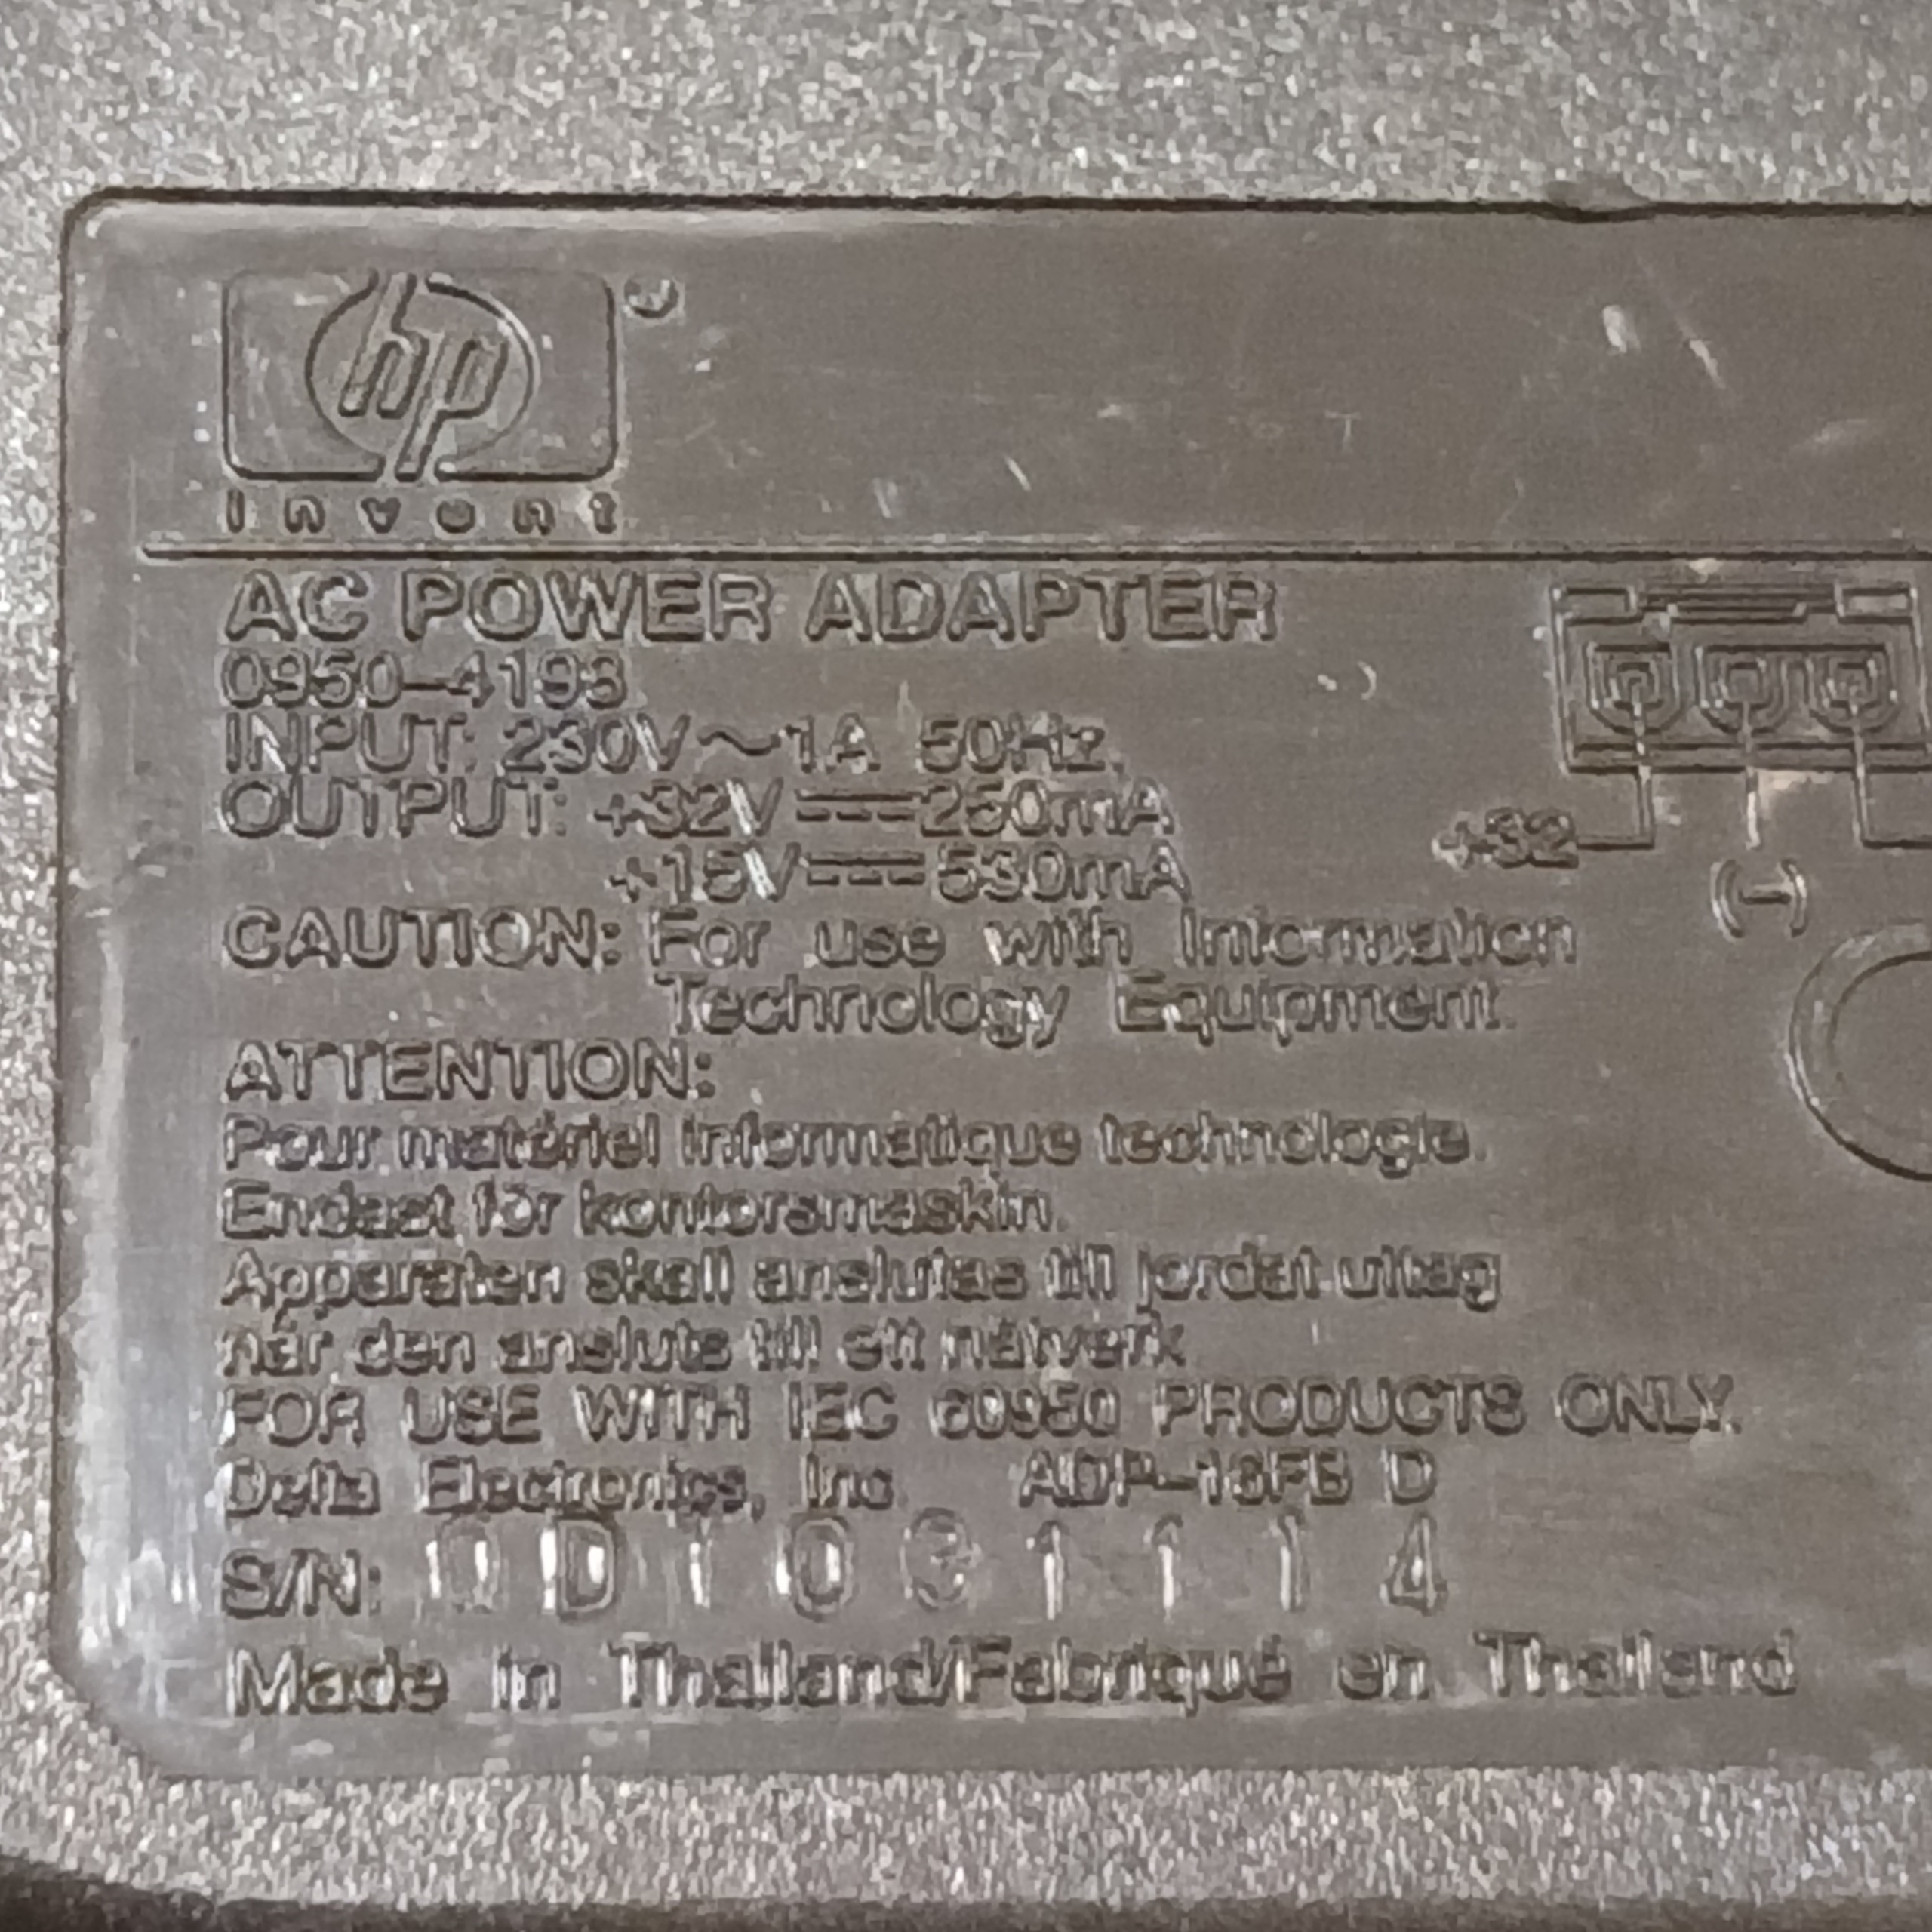 hp
invent
AC POWER ADAPTER
0950-4193
INPUT: 230V~1A 50Hz.
OUTPUT: +32V⎓250mA
+15V⎓530mA
+32
(-)
CAUTION: For use with Information
Technology Equipment.
ATTENTION:
Pour matériel informatique technologie.
Endast för kontorsmaskin.
Apparaten skall anslutas till jordat uttag
när den ansluts till ett nätverk
FOR USE WITH IEC 60950 PRODUCTS ONLY.
Delta Electronics, Inc. D
S/N:
Made in Thailand/Fabriqué en Thailand